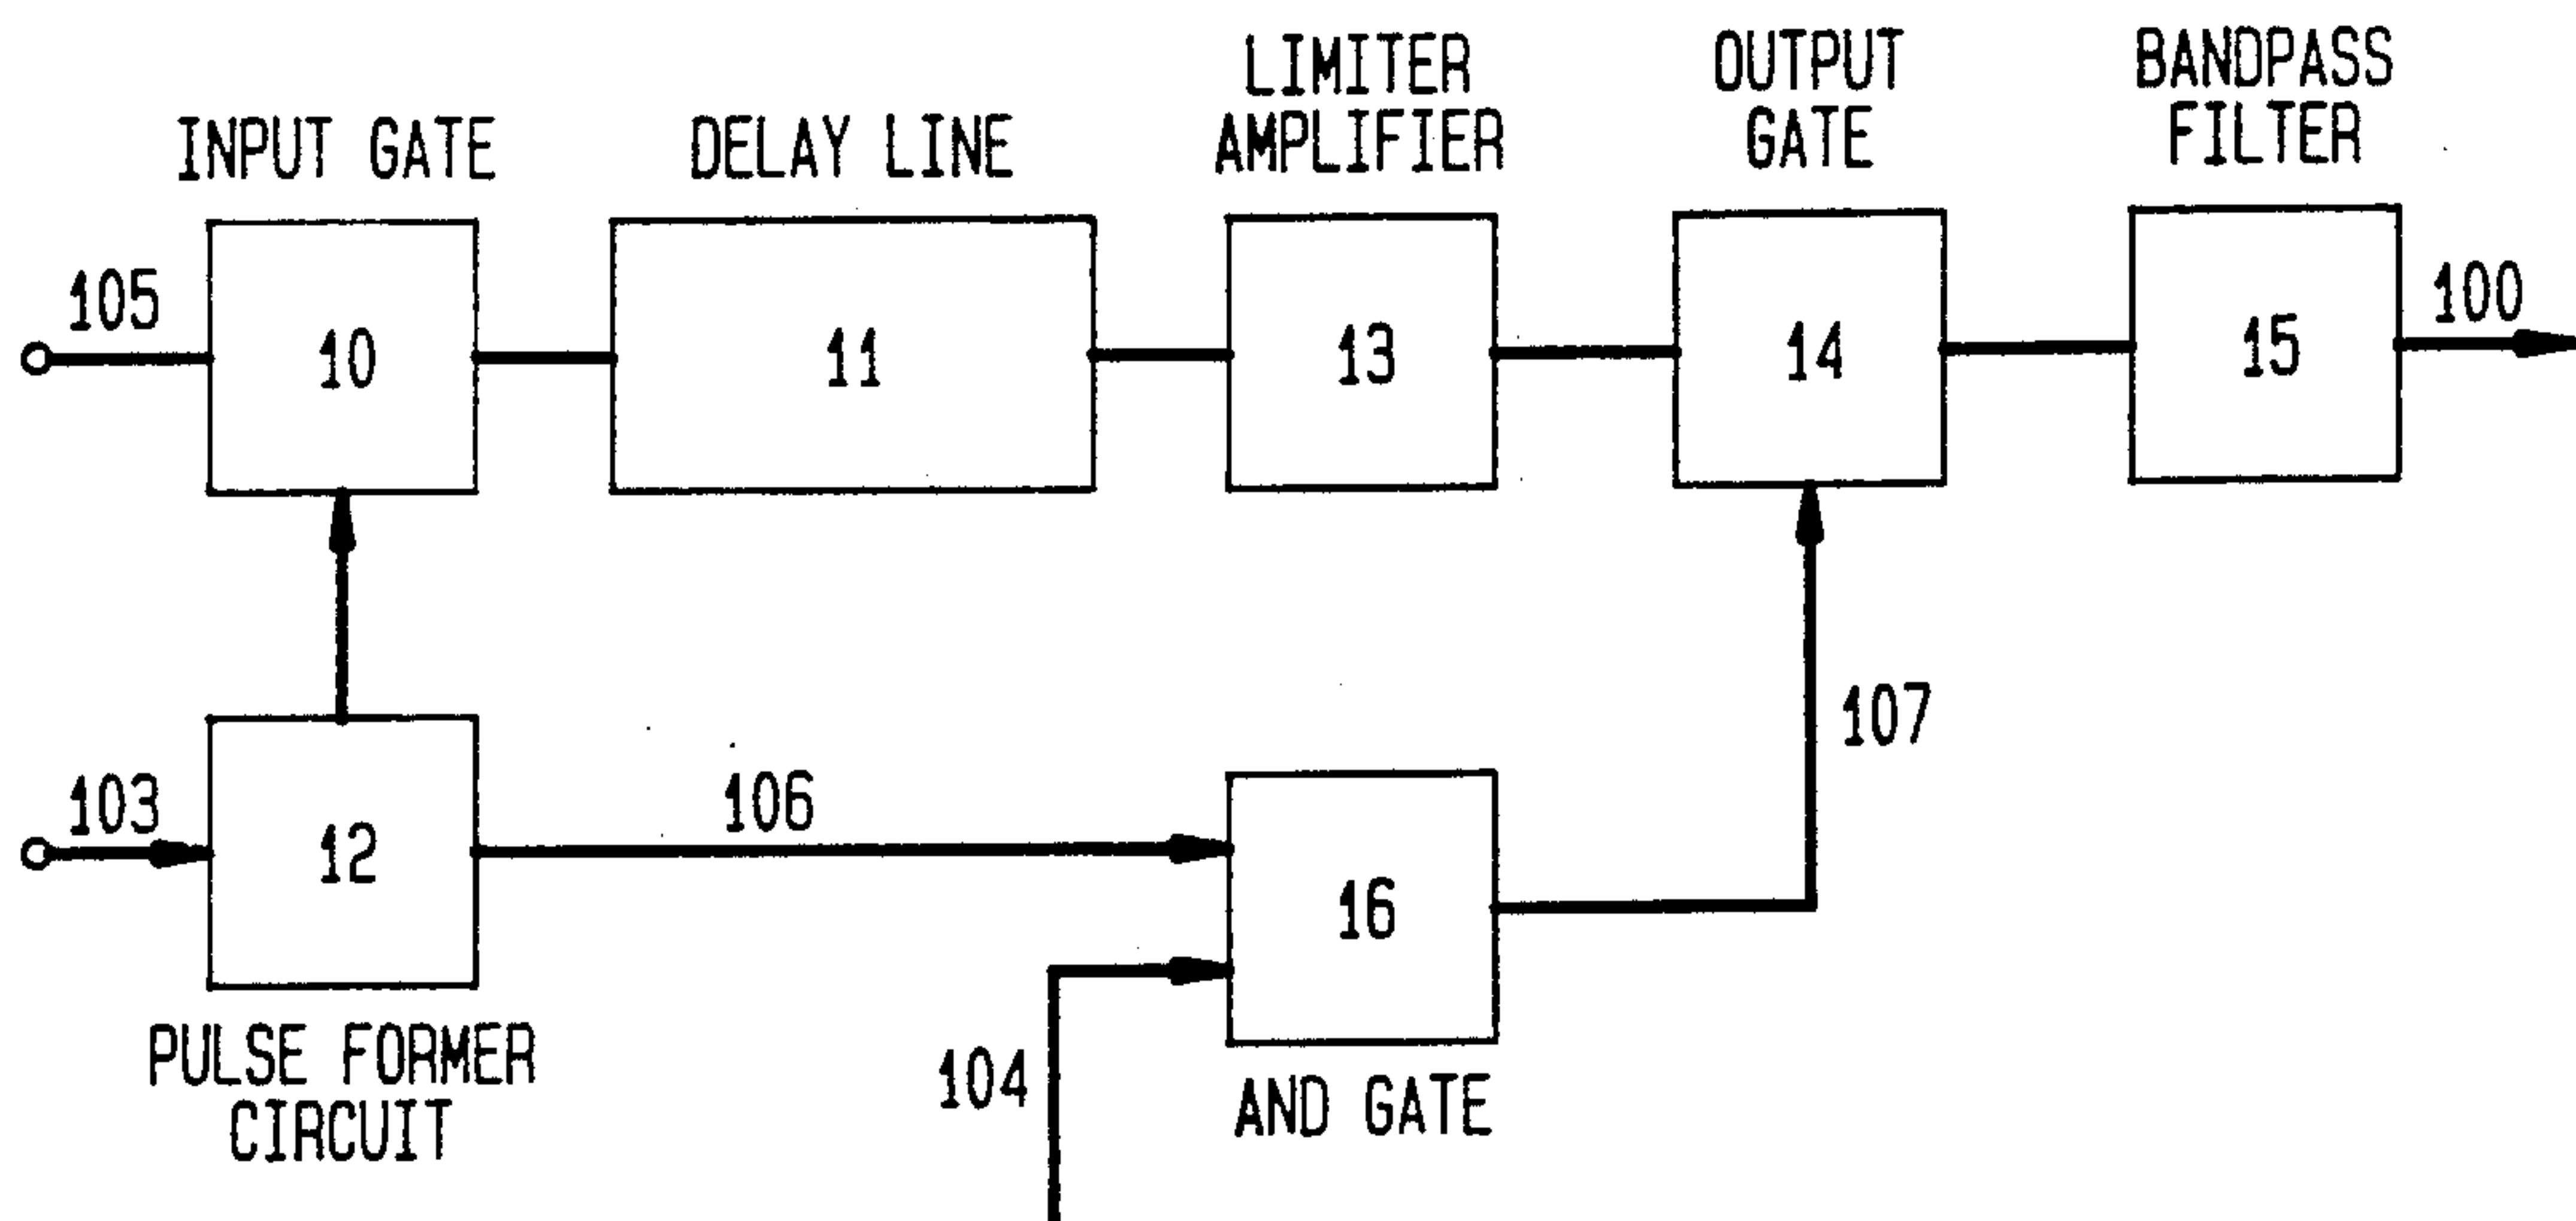 INPUT GATE
DELAY LINE
LIMITER
AMPLIFIER
OUTPUT
GATE
BANDPASS
FILTER
105
10
11
13
14
15
100
103
12
106
16
107
104
PULSE FORMER
CIRCUIT
AND GATE